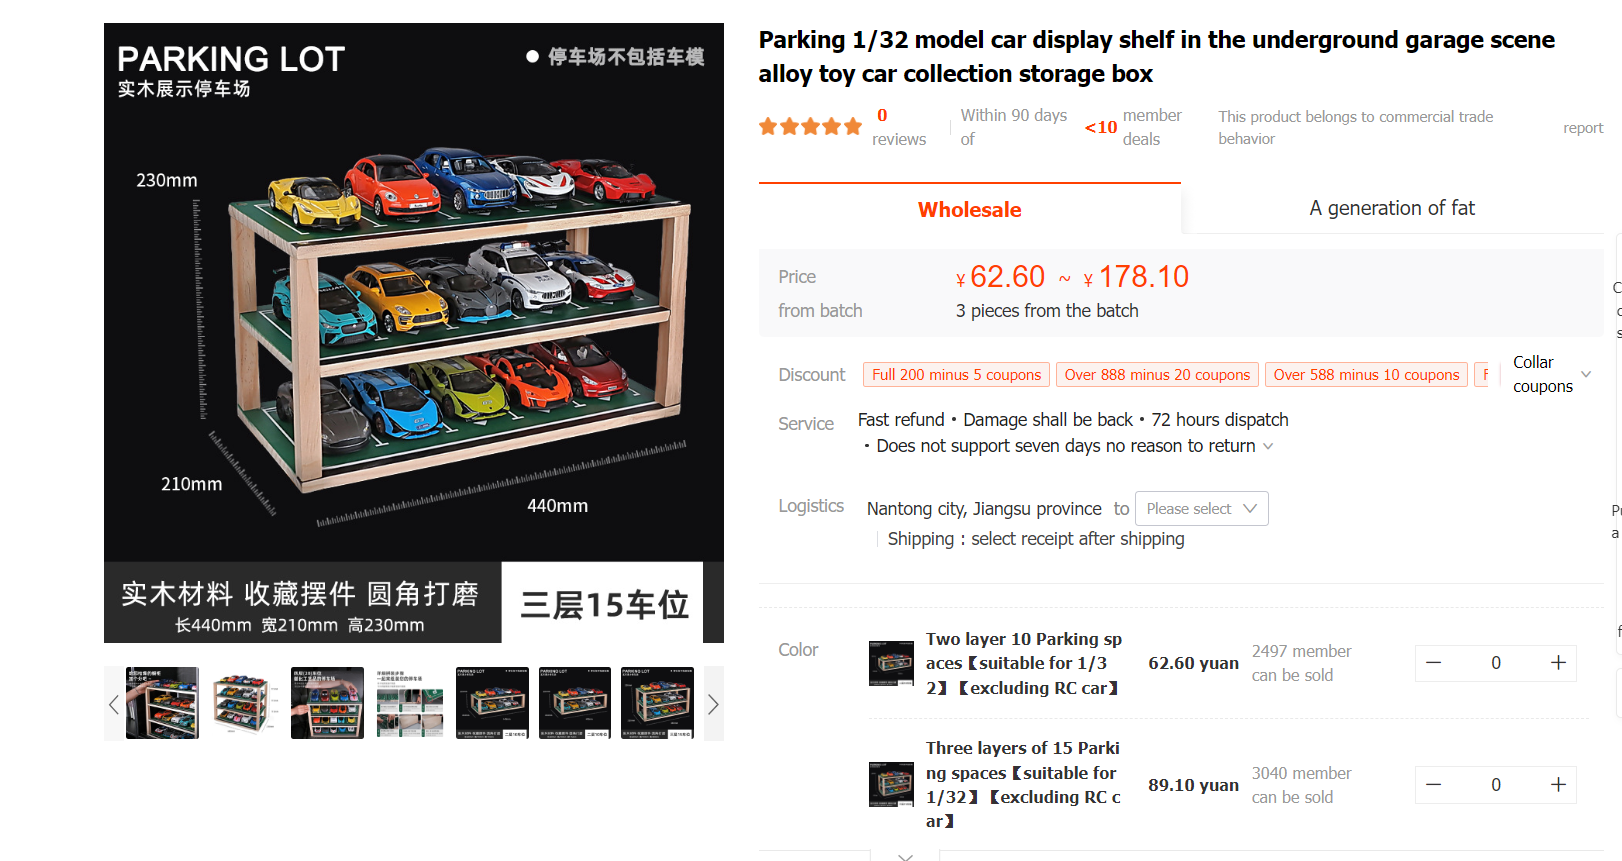 PARKING LOT
实木展示停车场
停车场不包括车模
230mm
210mm
440mm
实木材料 收藏摆件 圆角打磨
长440mm 宽210mm 高230mm
三层15车位
Parking 1/32 model car display shelf in the underground garage scene
alloy toy car collection storage box
0
reviews
Within 90 days
of
<10
member
deals
This product belongs to commercial trade
behavior
report
Wholesale
A generation of fat
Price
¥ 62.60 ~ ¥ 178.10
from batch
3 pieces from the batch
Discount
Full 200 minus 5 coupons
Over 888 minus 20 coupons
Over 588 minus 10 coupons
F
Collar
coupons
Service
Fast refund • Damage shall be back • 72 hours dispatch
• Does not support seven days no reason to return
Logistics
Nantong city, Jiangsu province to Please select
Shipping : select receipt after shipping
Color
Two layer 10 Parking sp
aces【suitable for 1/3
2】【excluding RC car】
62.60 yuan
2497 member
can be sold
0
Three layers of 15 Parki
ng spaces【suitable for
1/32】【excluding RC c
ar】
89.10 yuan
3040 member
can be sold
0